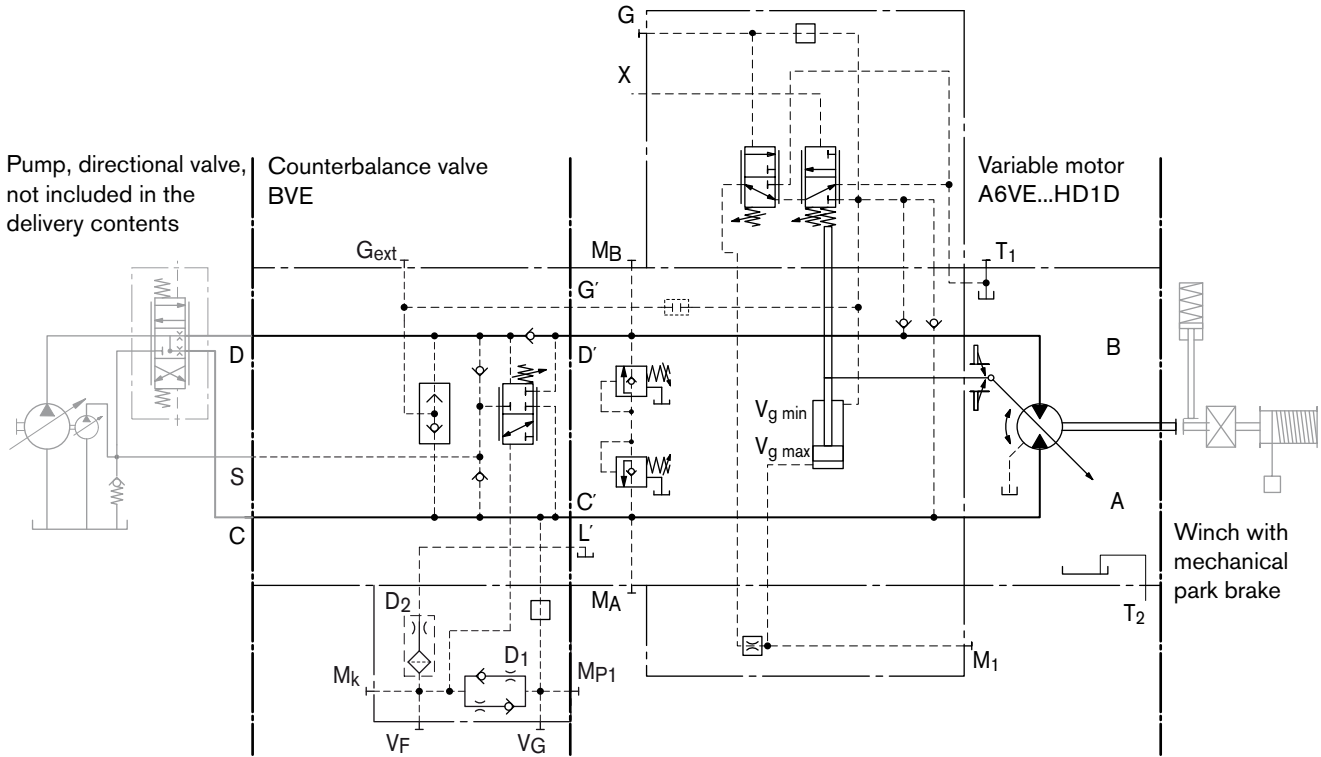 G
X
Pump, directional valve,
not included in the
delivery contents
Counterbalance valve
BVE
Variable motor
A6VE...HD1D
Gext
MB
T1
G′
D
D′
B
Vg min
Vg max
S
C′
A
C
L′
Winch with
mechanical
park brake
D2
MA
T2
D1
M1
Mk
MP1
VF
VG